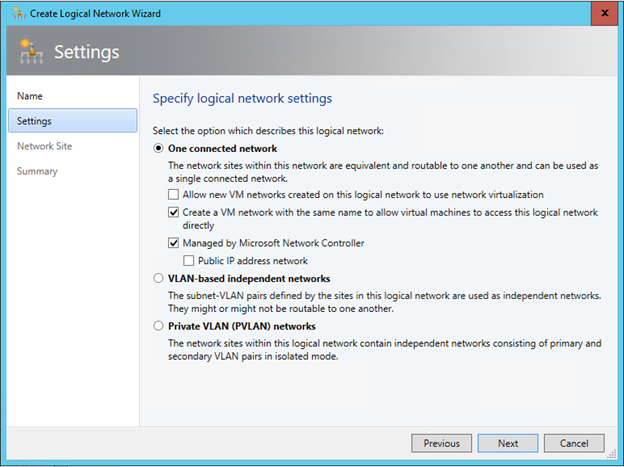 Create Logical Network Wizard
x
Settings
Name
Settings
Network Site
Summary
Specify logical network settings
Select the option which describes this logical network:
One connected network
The network sites within this network are equivalent and routable to one another and can be used as
a single connected network.
Allow new VM networks created on this logical network to use network virtualization
Create a VM network with the same name to allow virtual machines to access this logical network
directly
Managed by Microsoft Network Controller
Public IP address network
VLAN-based independent networks
The subnet-VLAN pairs defined by the sites in this logical network are used as independent networks.
They might or might not be routable to one another.
Private VLAN (PVLAN) networks
The network sites within this logical network contain independent networks consisting of primary and
secondary VLAN pairs in isolated mode.
Previous
Next
Cancel